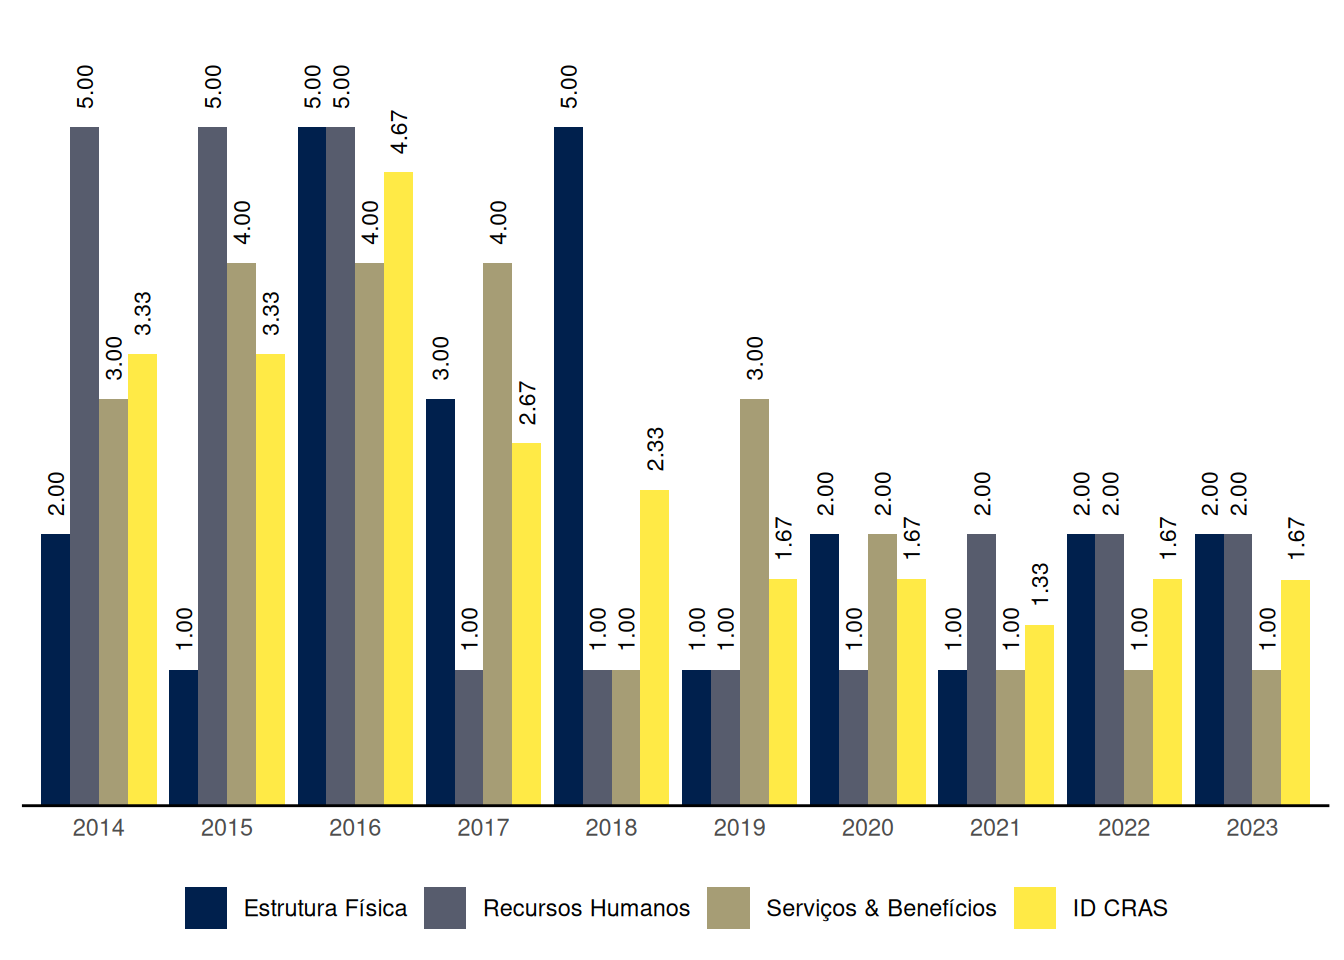 5.00 5.00 5.00 5.00 5.00
4.67
4.00 4.00 4.00
3.33 3.33
3.00 3.00 3.00
2.67
2.33
2.00 2.00 2.00 2.00 2.00 2.00 2.00 2.00
1.67 1.67 1.67 1.67
1.33
1.00 1.00 1.00 1.00 1.00 1.00 1.00 1.00 1.00 1.00 1.00
2014 2015 2016 2017 2018 2019 2020 2021 2022 2023
Estrutura Física Recursos Humanos Serviços & Benefícios ID CRAS